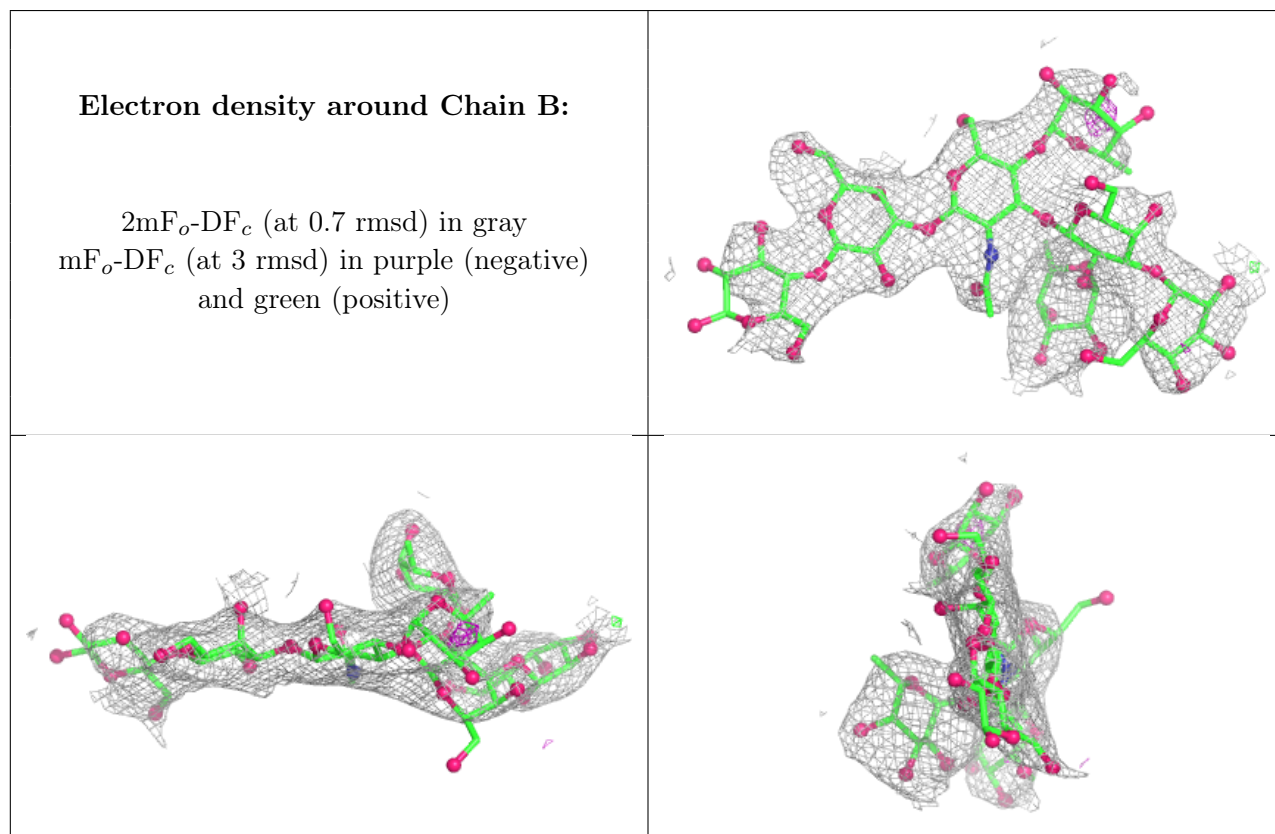 Electron density around Chain B:
2mFₒ-DF𝒸 (at 0.7 rmsd) in gray
mFₒ-DF𝒸 (at 3 rmsd) in purple (negative)
and green (positive)